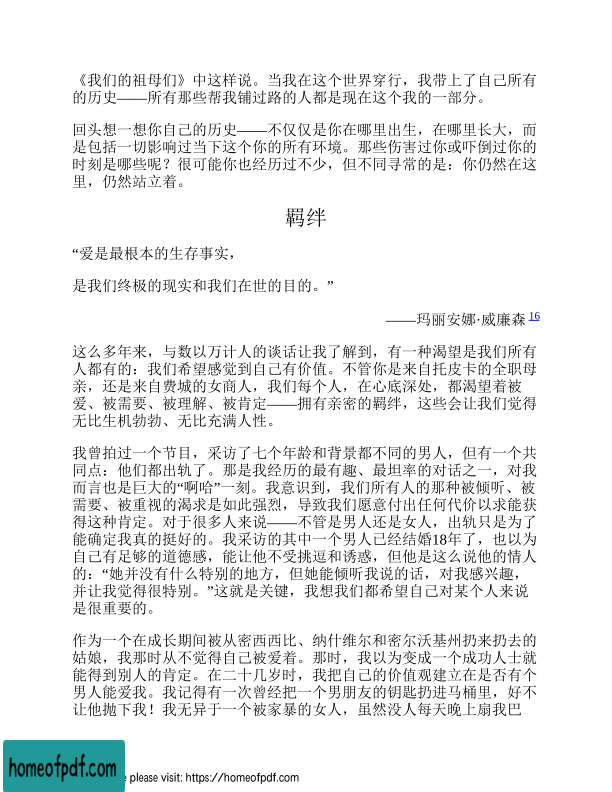 《我们的祖母们》中这样说。当我在这个世界穿行，我带上了自己所有
的历史——所有那些帮我铺过路的人都是现在这个我的一部分。
回头想一想你自己的历史——不仅仅是你在哪里出生，在哪里长大，而
是包括一切影响过当下这个你的所有环境。那些伤害过你或吓倒过你的
时刻是哪些呢？很可能你也经历过不少，但不同寻常的是：你仍然在这
里，仍然站立着。
羁绊
“爱是最根本的生存事实，
是我们终极的现实和我们在世的目的。”
——玛丽安娜·威廉森 16
这么多年来，与数以万计人的谈话让我了解到，有一种渴望是我们所有
人都有的：我们希望感觉到自己有价值。不管你是来自托皮卡的全职母
亲，还是来自费城的女商人，我们每个人，在心底深处，都渴望着被
爱、被需要、被理解、被肯定——拥有亲密的羁绊，这些会让我们觉得
无比生机勃勃、无比充满人性。
我曾拍过一个节目，采访了七个年龄和背景都不同的男人，但有一个共
同点：他们都出轨了。那是我经历的最有趣、最坦率的对话之一，对我
而言也是巨大的“啊哈”一刻。我意识到，我们所有人的那种被倾听、被
需要、被重视的渴求是如此强烈，导致我们愿意付出任何代价以求能获
得这种肯定。对于很多人来说——不管是男人还是女人，出轨只是为了
能确定我真的挺好的。我采访的其中一个男人已经结婚18年了，也以为
自己有足够的道德感，能让他不受挑逗和诱惑，但他是这么说他的情人
的：“她并没有什么特别的地方，但她能倾听我说的话，对我感兴趣，
并让我觉得很特别。”这就是关键，我想我们都希望自己对某个人来说
是很重要的。
作为一个在成长期间被从密西西比、纳什维尔和密尔沃基州扔来扔去的
姑娘，我那时从不觉得自己被爱着。那时，我以为变成一个成功人士就
能得到别人的肯定。在二十几岁时，我把自己的价值观建立在是否有个
男人能爱我。我记得有一次曾经把一个男朋友的钥匙扔进马桶里，好不
让他抛下我！我无异于一个被家暴的女人，虽然没人每天晚上扇我巴
homeofpdf.com
e please visit: https://homeofpdf.com